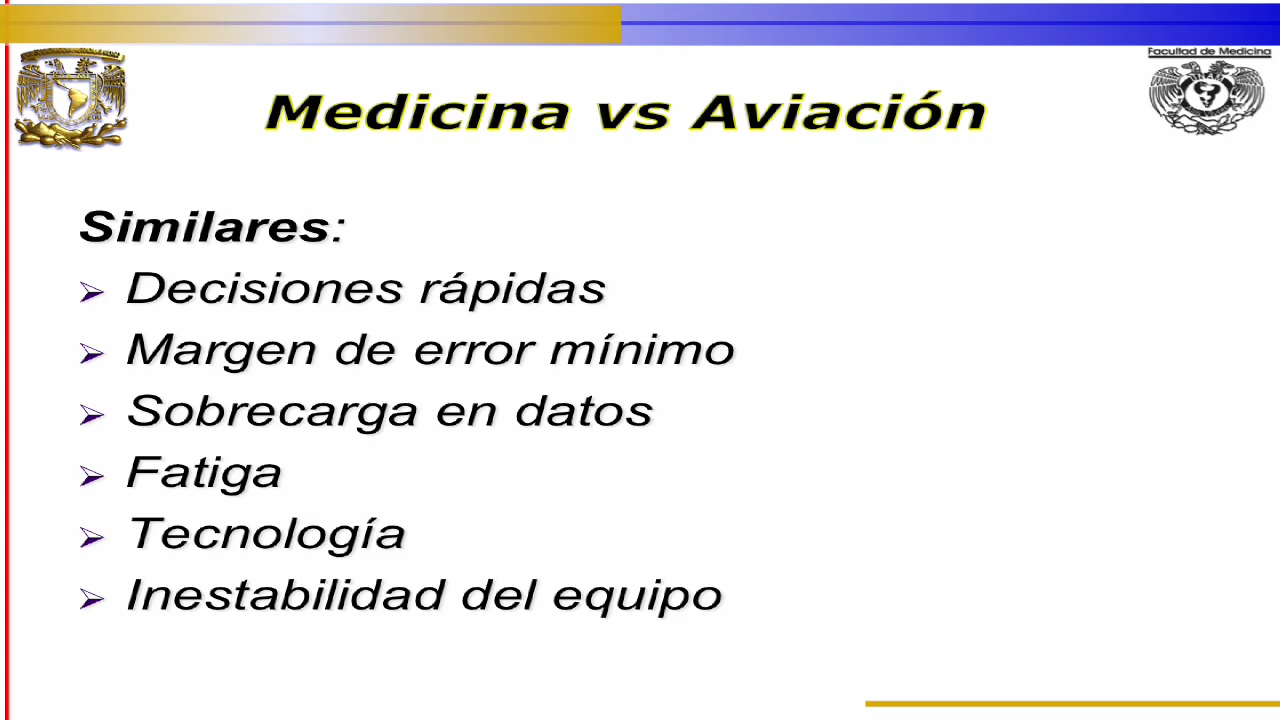 Facultad de Medicina
Medicina vs Aviación
Similares:
Decisiones rápidas
Margen de error mínimo
Sobrecarga en datos
Fatiga
Tecnología
Inestabilidad del equipo